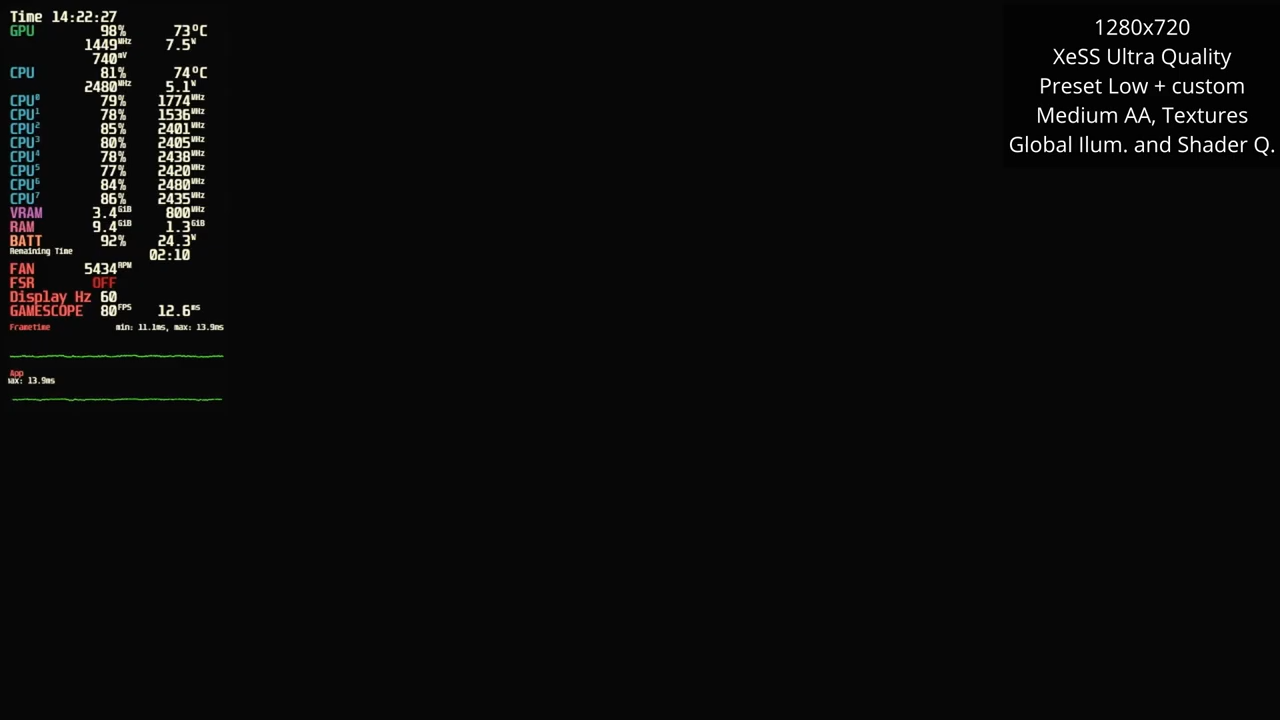 Time 14:22:27
GPU 98% 73°C
1449MHz 7.5W
740mV
CPU 81% 74°C
2480MHz 5.1W
CPU0 79% 1774MHz
CPU1 78% 1536MHz
CPU2 85% 2401MHz
CPU3 80% 2405MHz
CPU4 78% 2438MHz
CPU5 77% 2420MHz
CPU6 84% 2480MHz
CPU7 86% 2435MHz
VRAM 3.4GiB 800MHz
RAM 9.4GiB 1.3GiB
BATT 92% 24.3W
Remaining Time 02:10
FAN 5434RPM
FSR OFF
Display Hz 60
GAMESCOPE 80FPS 12.6ms
Frametime min: 11.1ms, max: 13.9ms
App
max: 13.9ms
1280x720
XeSS Ultra Quality
Preset Low + custom
Medium AA, Textures
Global Ilum. and Shader Q.